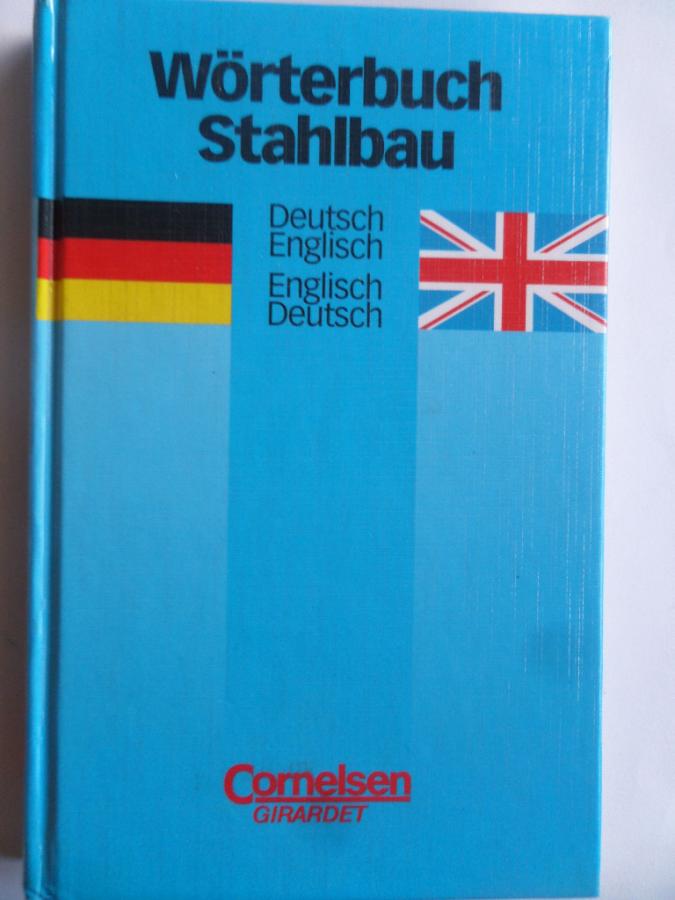 Wörterbuch
Stahlbau
Deutsch
Englisch
Englisch
Deutsch
Cornelsen
GIRARDET